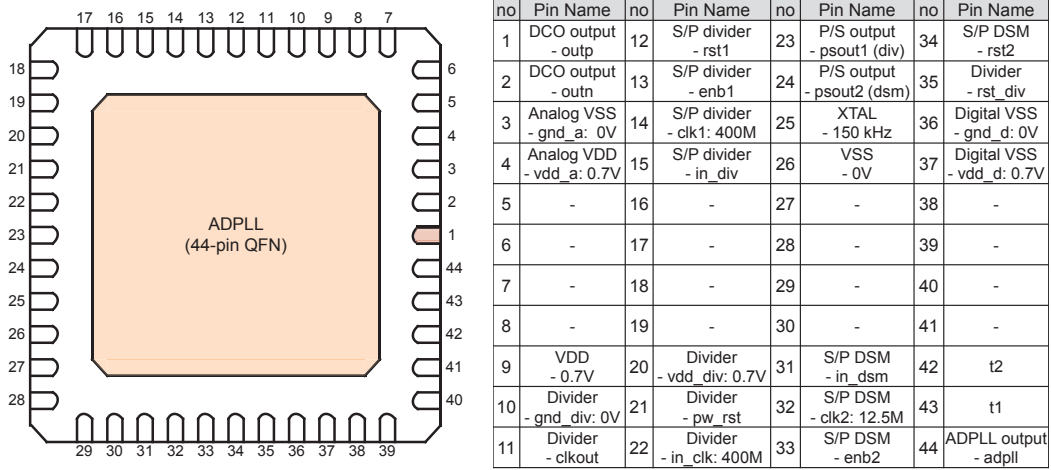 17 16 15 14 13 12 11 10 9 8 7
18 6
19 5
20 4
21 3
22 2
23 1
24 44
25 43
26 42
27 41
28 40
ADPLL
(44-pin QFN)
29 30 31 32 33 34 35 36 37 38 39
no Pin Name no Pin Name no Pin Name no Pin Name
1 DCO output - outp 12 S/P divider - rst1 23 P/S output - psout1 (div) 34 S/P DSM - rst2
2 DCO output - outn 13 S/P divider - enb1 24 P/S output - psout2 (dsm) 35 Divider - rst_div
3 Analog VSS - gnd_a: 0V 14 S/P divider - clk1: 400M 25 XTAL - 150 kHz 36 Digital VSS - gnd_d: 0V
4 Analog VDD - vdd_a: 0.7V 15 S/P divider - in_div 26 VSS - 0V 37 Digital VSS - vdd_d: 0.7V
5 - 16 - 27 - 38 -
6 - 17 - 28 - 39 -
7 - 18 - 29 - 40 -
8 - 19 - 30 - 41 -
9 VDD - 0.7V 20 Divider - vdd_div: 0.7V 31 S/P DSM - in_dsm 42 t2
10 Divider - gnd_div: 0V 21 Divider - pw_rst 32 S/P DSM - clk2: 12.5M 43 t1
11 Divider - clkout 22 Divider - in_clk: 400M 33 S/P DSM - enb2 44 ADPLL output - adpll